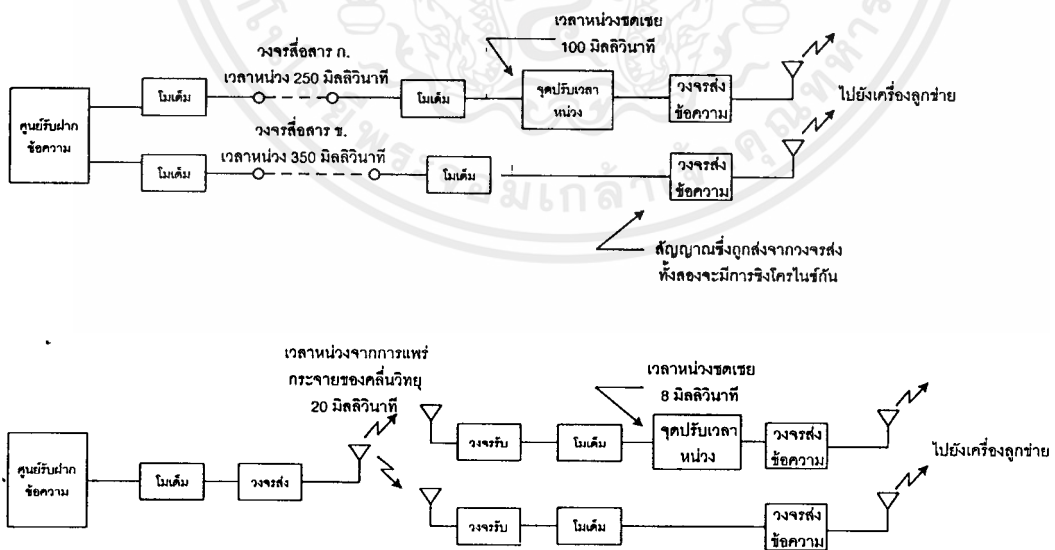 เวลาหน่วงชดเชย
100 มิลลิวินาที
วงจรสื่อสาร ก.
เวลาหน่วง 250 มิลลิวินาที
โมเด็ม
โมเด็ม
ชุดปรับเวลา
หน่วง
วงจรส่ง
ข้อความ
ไปยังเครื่องลูกข่าย
ศูนย์รับฝาก
ข้อความ
วงจรสื่อสาร ข.
เวลาหน่วง 350 มิลลิวินาที
โมเด็ม
โมเด็ม
วงจรส่ง
ข้อความ
สัญญาณซึ่งถูกส่งจากวงจรส่ง
ทั้งสองจะมีการซิงโครไนซ์กัน
เวลาหน่วงจากการแพร่
กระจายของคลื่นวิทยุ
20 มิลลิวินาที
เวลาหน่วงชดเชย
8 มิลลิวินาที
วงจรรับ
โมเด็ม
ชุดปรับเวลา
หน่วง
วงจรส่ง
ข้อความ
ไปยังเครื่องลูกข่าย
ศูนย์รับฝาก
ข้อความ
โมเด็ม
วงจรส่ง
วงจรรับ
โมเด็ม
วงจรส่ง
ข้อความ